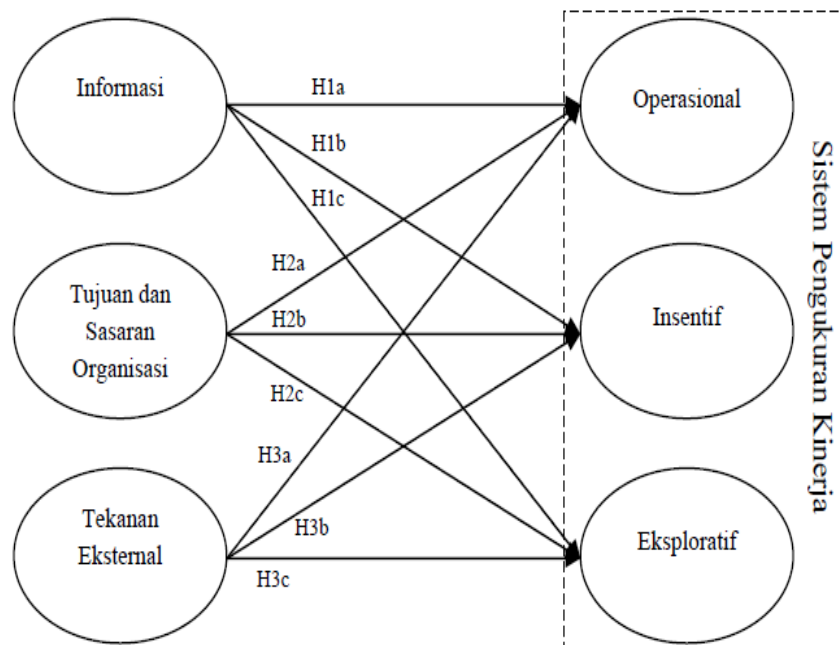 Informasi
H1a
Operasional
H1b
H1c
Sistem Pengukuran Kinerja
Tujuan dan
Sasaran
Organisasi
H2a
H2b
H2c
Insentif
Tekanan
Eksternal
H3a
H3b
H3c
Eksploratif